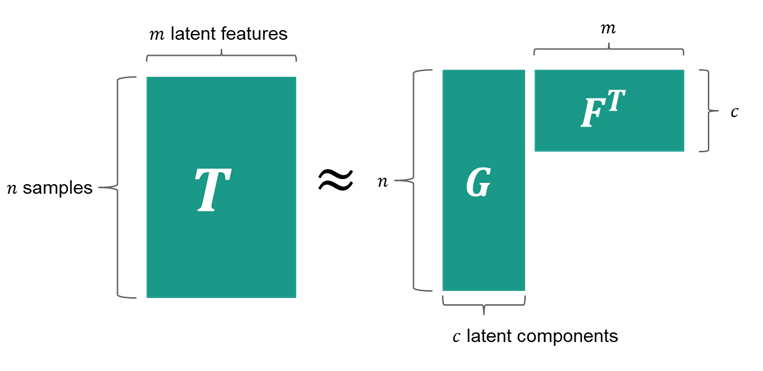 m latent features
n samples
T
≈
n
G
c latent components
m
F^T
c